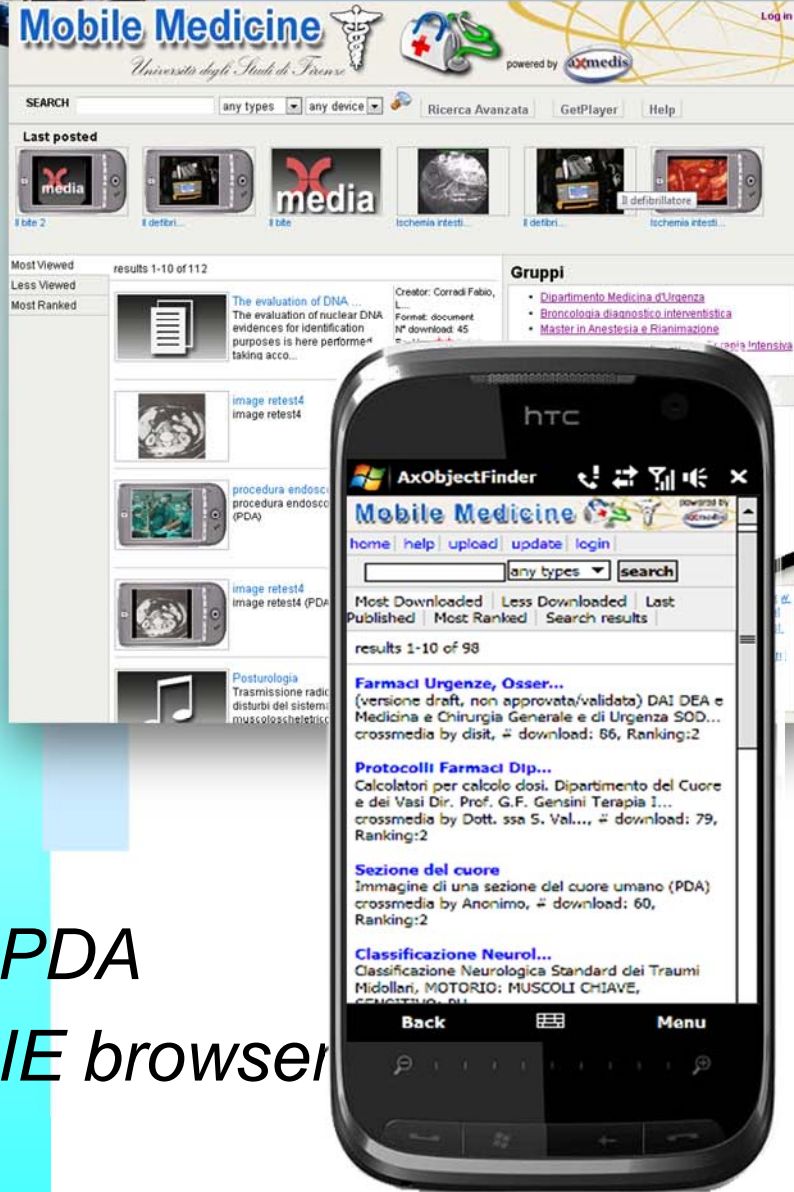 Mobile Medicine
Log in
Università degli Studi di Firenze
powered by axmedis
SEARCH any types any device Ricerca Avanzata GetPlayer Help
Last posted
media
media
Il defibrillatore
Il bite 2 Il defibri... Il bite Ischemia intesti... Il defibri... Ischemia intesti...
Most Viewed
Less Viewed
Most Ranked
results 1-10 of 112
The evaluation of DNA ...
The evaluation of nuclear DNA
evidences for identification
purposes is here performed
taking acco...
Creator: Corradi Fabio,
L...
Format: document
N° download: 45
image retest4
image retest4
procedura endosc
procedura endosco
(PDA)
image retest4
image retest4 (PDA
Posturologia
Trasmissione radio
disturbi del sistema
muscoloscheletrico
Gruppi
Dipartimento Medicina d'Urgenza
Broncologia diagnostico interventistica
Master in Anestesia e Rianimazione
Intensiva
hTC
AxObjectFinder
Mobile Medicine powered by axmedis
home help upload update login
any types search
Most Downloaded Less Downloaded Last
Published Most Ranked Search results
results 1-10 of 98
Farmaci Urgenze, Osser...
(versione draft, non approvata/validata) DAI DEA e
Medicina e Chirurgia Generale e di Urgenza SOD...
crossmedia by disit, # download: 86, Ranking:2
Protocolli Farmaci Dip...
Calcolatori per calcolo dosi. Dipartimento del Cuore
e dei Vasi Dir. Prof. G.F. Gensini Terapia I...
crossmedia by Dott. ssa S. Val..., # download: 79,
Ranking:2
Sezione del cuore
Immagine di una sezione del cuore umano (PDA)
crossmedia by Anonimo, # download: 60,
Ranking:2
Classificazione Neurol...
Classificazione Neurologica Standard dei Traumi
Midollari, MOTORIO: MUSCOLI CHIAVE,
Back Menu
PDA
IE browser